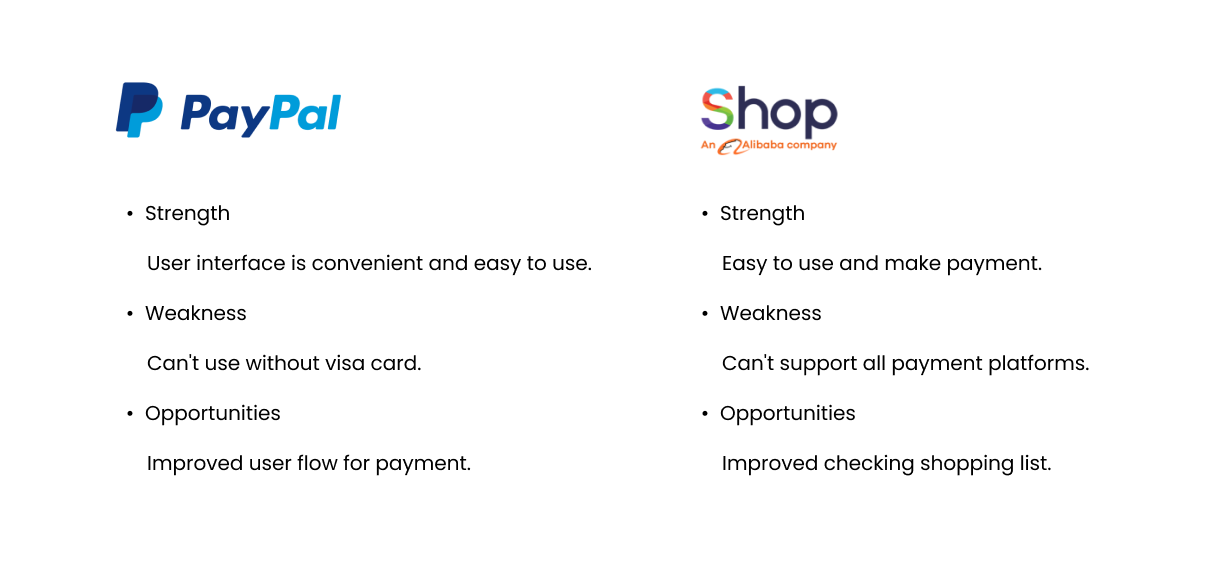 PayPal
• Strength
User interface is convenient and easy to use.
• Weakness
Can't use without visa card.
• Opportunities
Improved user flow for payment.
Shop
An Alibaba company
• Strength
Easy to use and make payment.
• Weakness
Can't support all payment platforms.
• Opportunities
Improved checking shopping list.